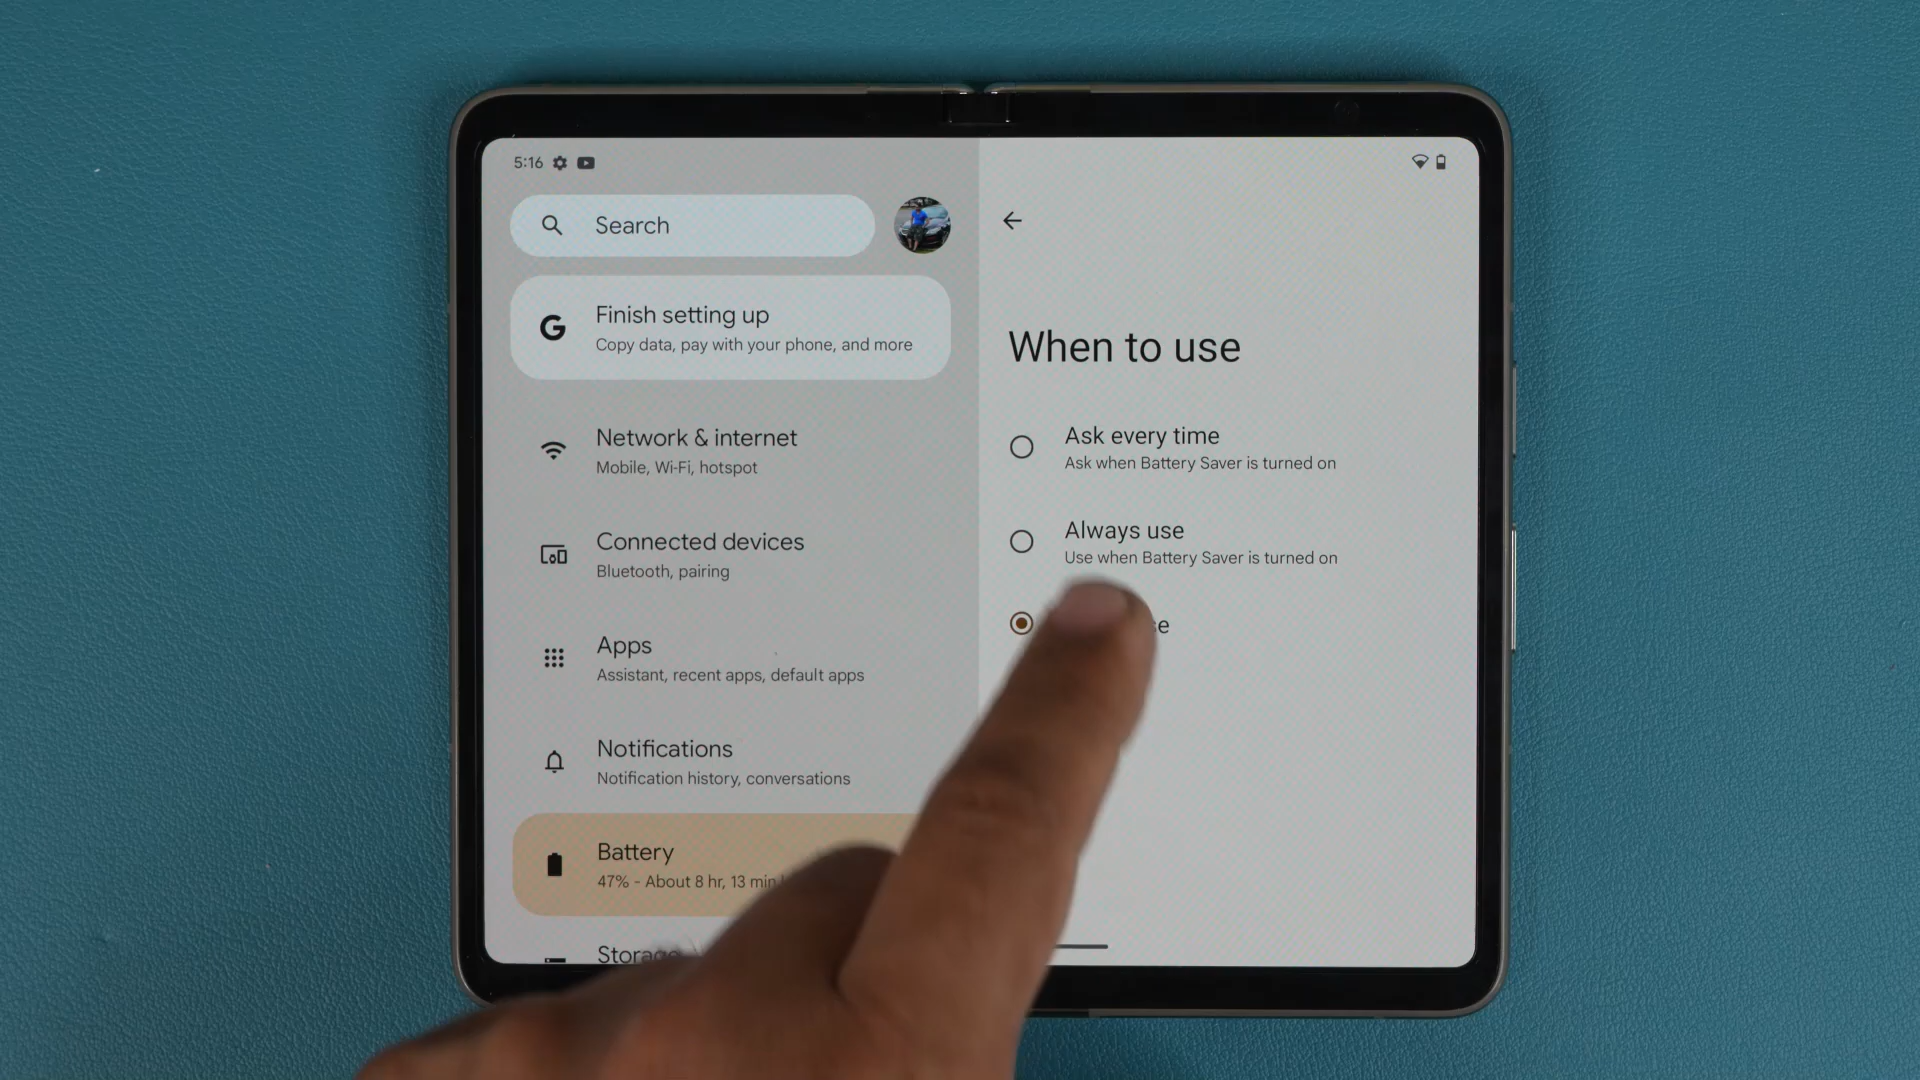 5:16
Search
Finish setting up
Copy data, pay with your phone, and more
Network & internet
Mobile, Wi-Fi, hotspot
Connected devices
Bluetooth, pairing
Apps
Assistant, recent apps, default apps
Notifications
Notification history, conversations
Battery
47% - About 8 hr, 13 min
Storage
When to use
Ask every time
Ask when Battery Saver is turned on
Always use
Use when Battery Saver is turned on